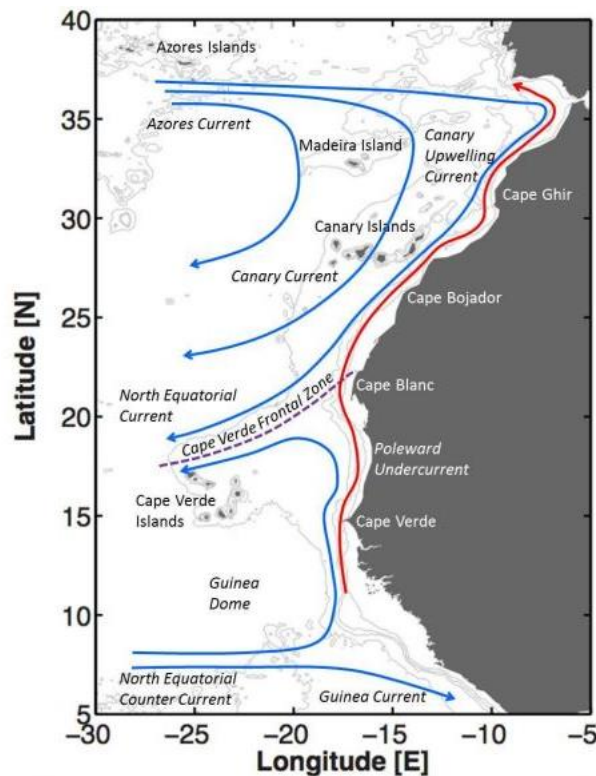 40
Azores Islands
35
Azores Current
Madeira Island
Canary
Upwelling
Current
Cape Ghir
30
Canary Islands
Canary Current
Cape Bojador
25
North Equatorial
Current
Cape Blanc
20
Cape Verde Frontal Zone
Poleward
Undercurrent
Cape Verde
Islands
Cape Verde
15
Guinea
Dome
10
North Equatorial
Counter Current
Guinea Current
5
Latitude [N]
−30
−25
−20
−15
−10
−5
Longitude [E]